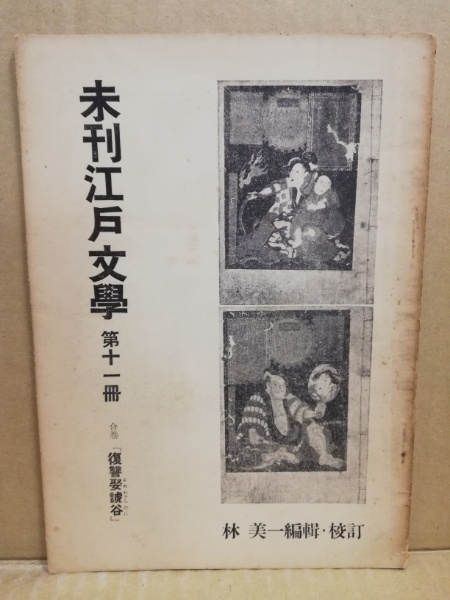 未刊江戸文學
第十一冊
合巻
「復讐娶諕谷」
林 美一編輯・校訂